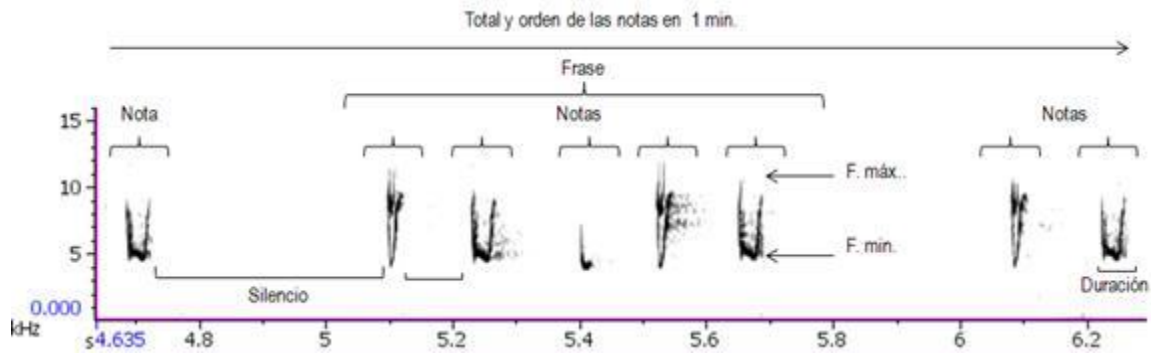 Total y orden de las notas en 1 min.
Frase
Nota Notas Notas
15
F. máx..
10
5
F. min.
Silencio Duración
0.000
kHz
s4.635 4.8 5 5.2 5.4 5.6 5.8 6 6.2